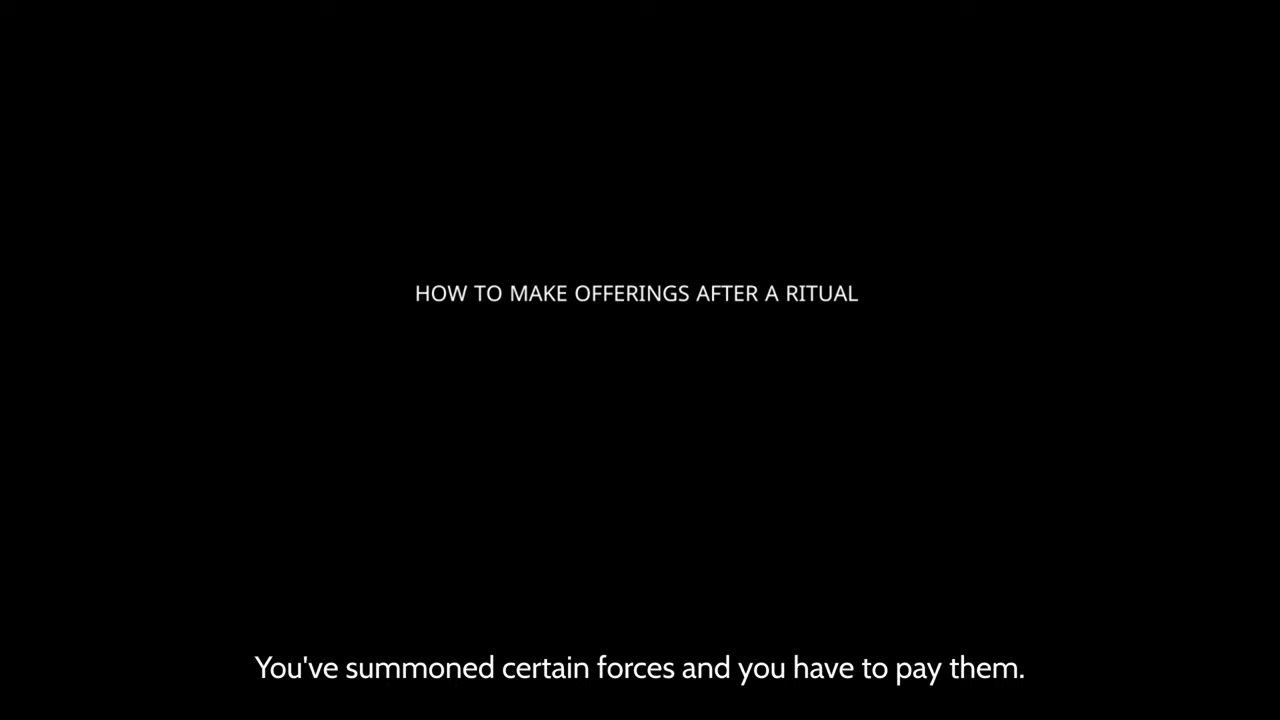 HOW TO MAKE OFFERINGS AFTER A RITUAL
You've summoned certain forces and you have to pay them.